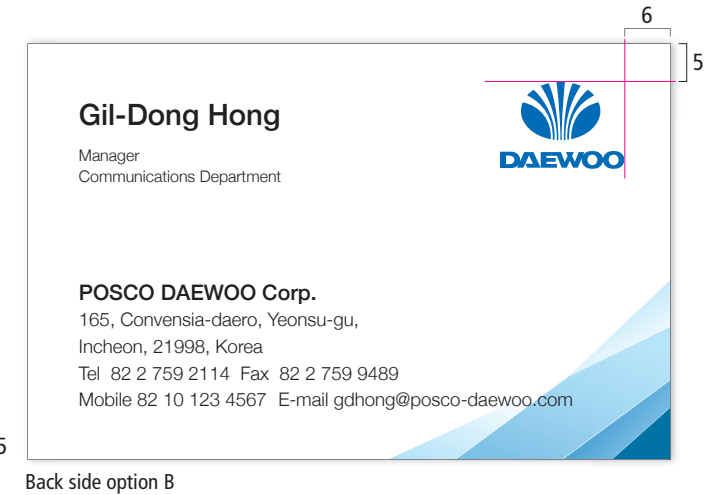 6
5
Gil-Dong Hong
Manager
Communications Department
DAEWOO
POSCO DAEWOO Corp.
165, Convensia-daero, Yeonsu-gu,
Incheon, 21998, Korea
Tel 82 2 759 2114 Fax 82 2 759 9489
Mobile 82 10 123 4567 E-mail gdhong@posco-daewoo.com
5
Back side option B